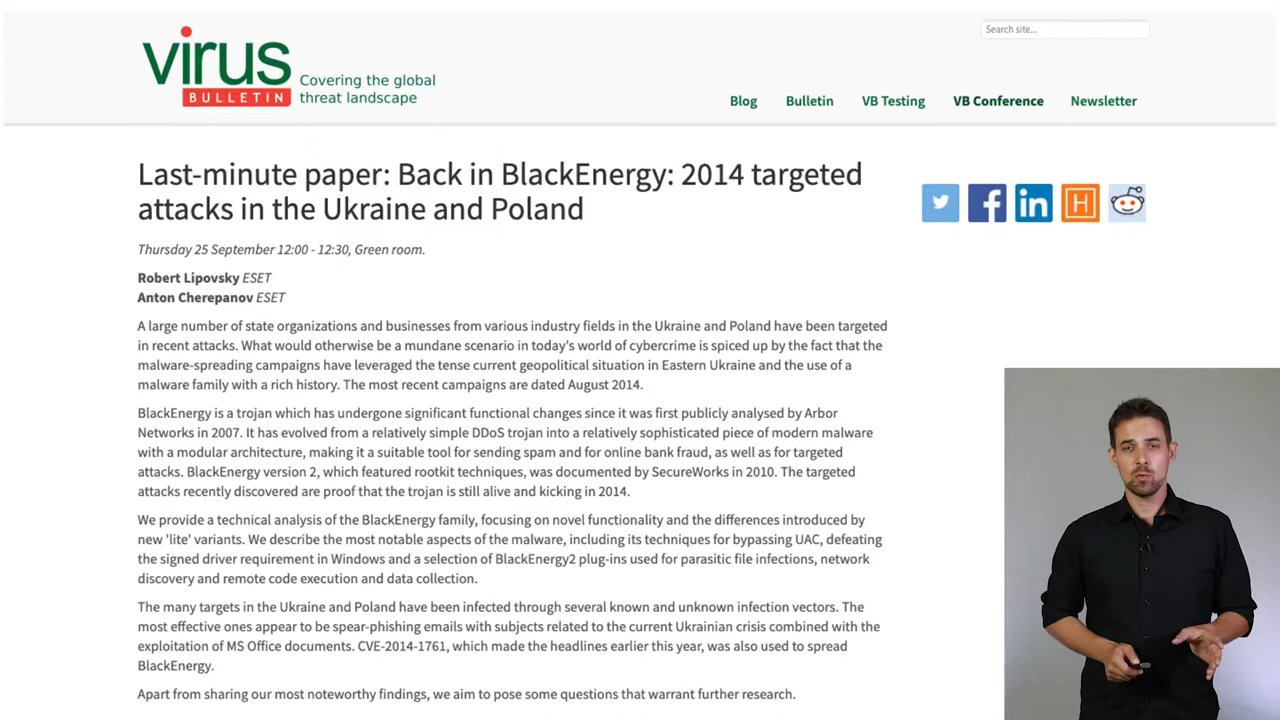 virus
BULLETIN
Covering the global
threat landscape
Search site...
Blog Bulletin VB Testing VB Conference Newsletter
Last-minute paper: Back in BlackEnergy: 2014 targeted
attacks in the Ukraine and Poland
Thursday 25 September 12:00 - 12:30, Green room.
Robert Lipovsky ESET
Anton Cherepanov ESET
A large number of state organizations and businesses from various industry fields in the Ukraine and Poland have been targeted
in recent attacks. What would otherwise be a mundane scenario in today's world of cybercrime is spiced up by the fact that the
malware-spreading campaigns have leveraged the tense current geopolitical situation in Eastern Ukraine and the use of a
malware family with a rich history. The most recent campaigns are dated August 2014.
BlackEnergy is a trojan which has undergone significant functional changes since it was first publicly analysed by Arbor
Networks in 2007. It has evolved from a relatively simple DDoS trojan into a relatively sophisticated piece of modern malware
with a modular architecture, making it a suitable tool for sending spam and for online bank fraud, as well as for targeted
attacks. BlackEnergy version 2, which featured rootkit techniques, was documented by SecureWorks in 2010. The targeted
attacks recently discovered are proof that the trojan is still alive and kicking in 2014.
We provide a technical analysis of the BlackEnergy family, focusing on novel functionality and the differences introduced by
new 'lite' variants. We describe the most notable aspects of the malware, including its techniques for bypassing UAC, defeating
the signed driver requirement in Windows and a selection of BlackEnergy2 plug-ins used for parasitic file infections, network
discovery and remote code execution and data collection.
The many targets in the Ukraine and Poland have been infected through several known and unknown infection vectors. The
most effective ones appear to be spear-phishing emails with subjects related to the current Ukrainian crisis combined with the
exploitation of MS Office documents. CVE-2014-1761, which made the headlines earlier this year, was also used to spread
BlackEnergy.
Apart from sharing our most noteworthy findings, we aim to pose some questions that warrant further research.